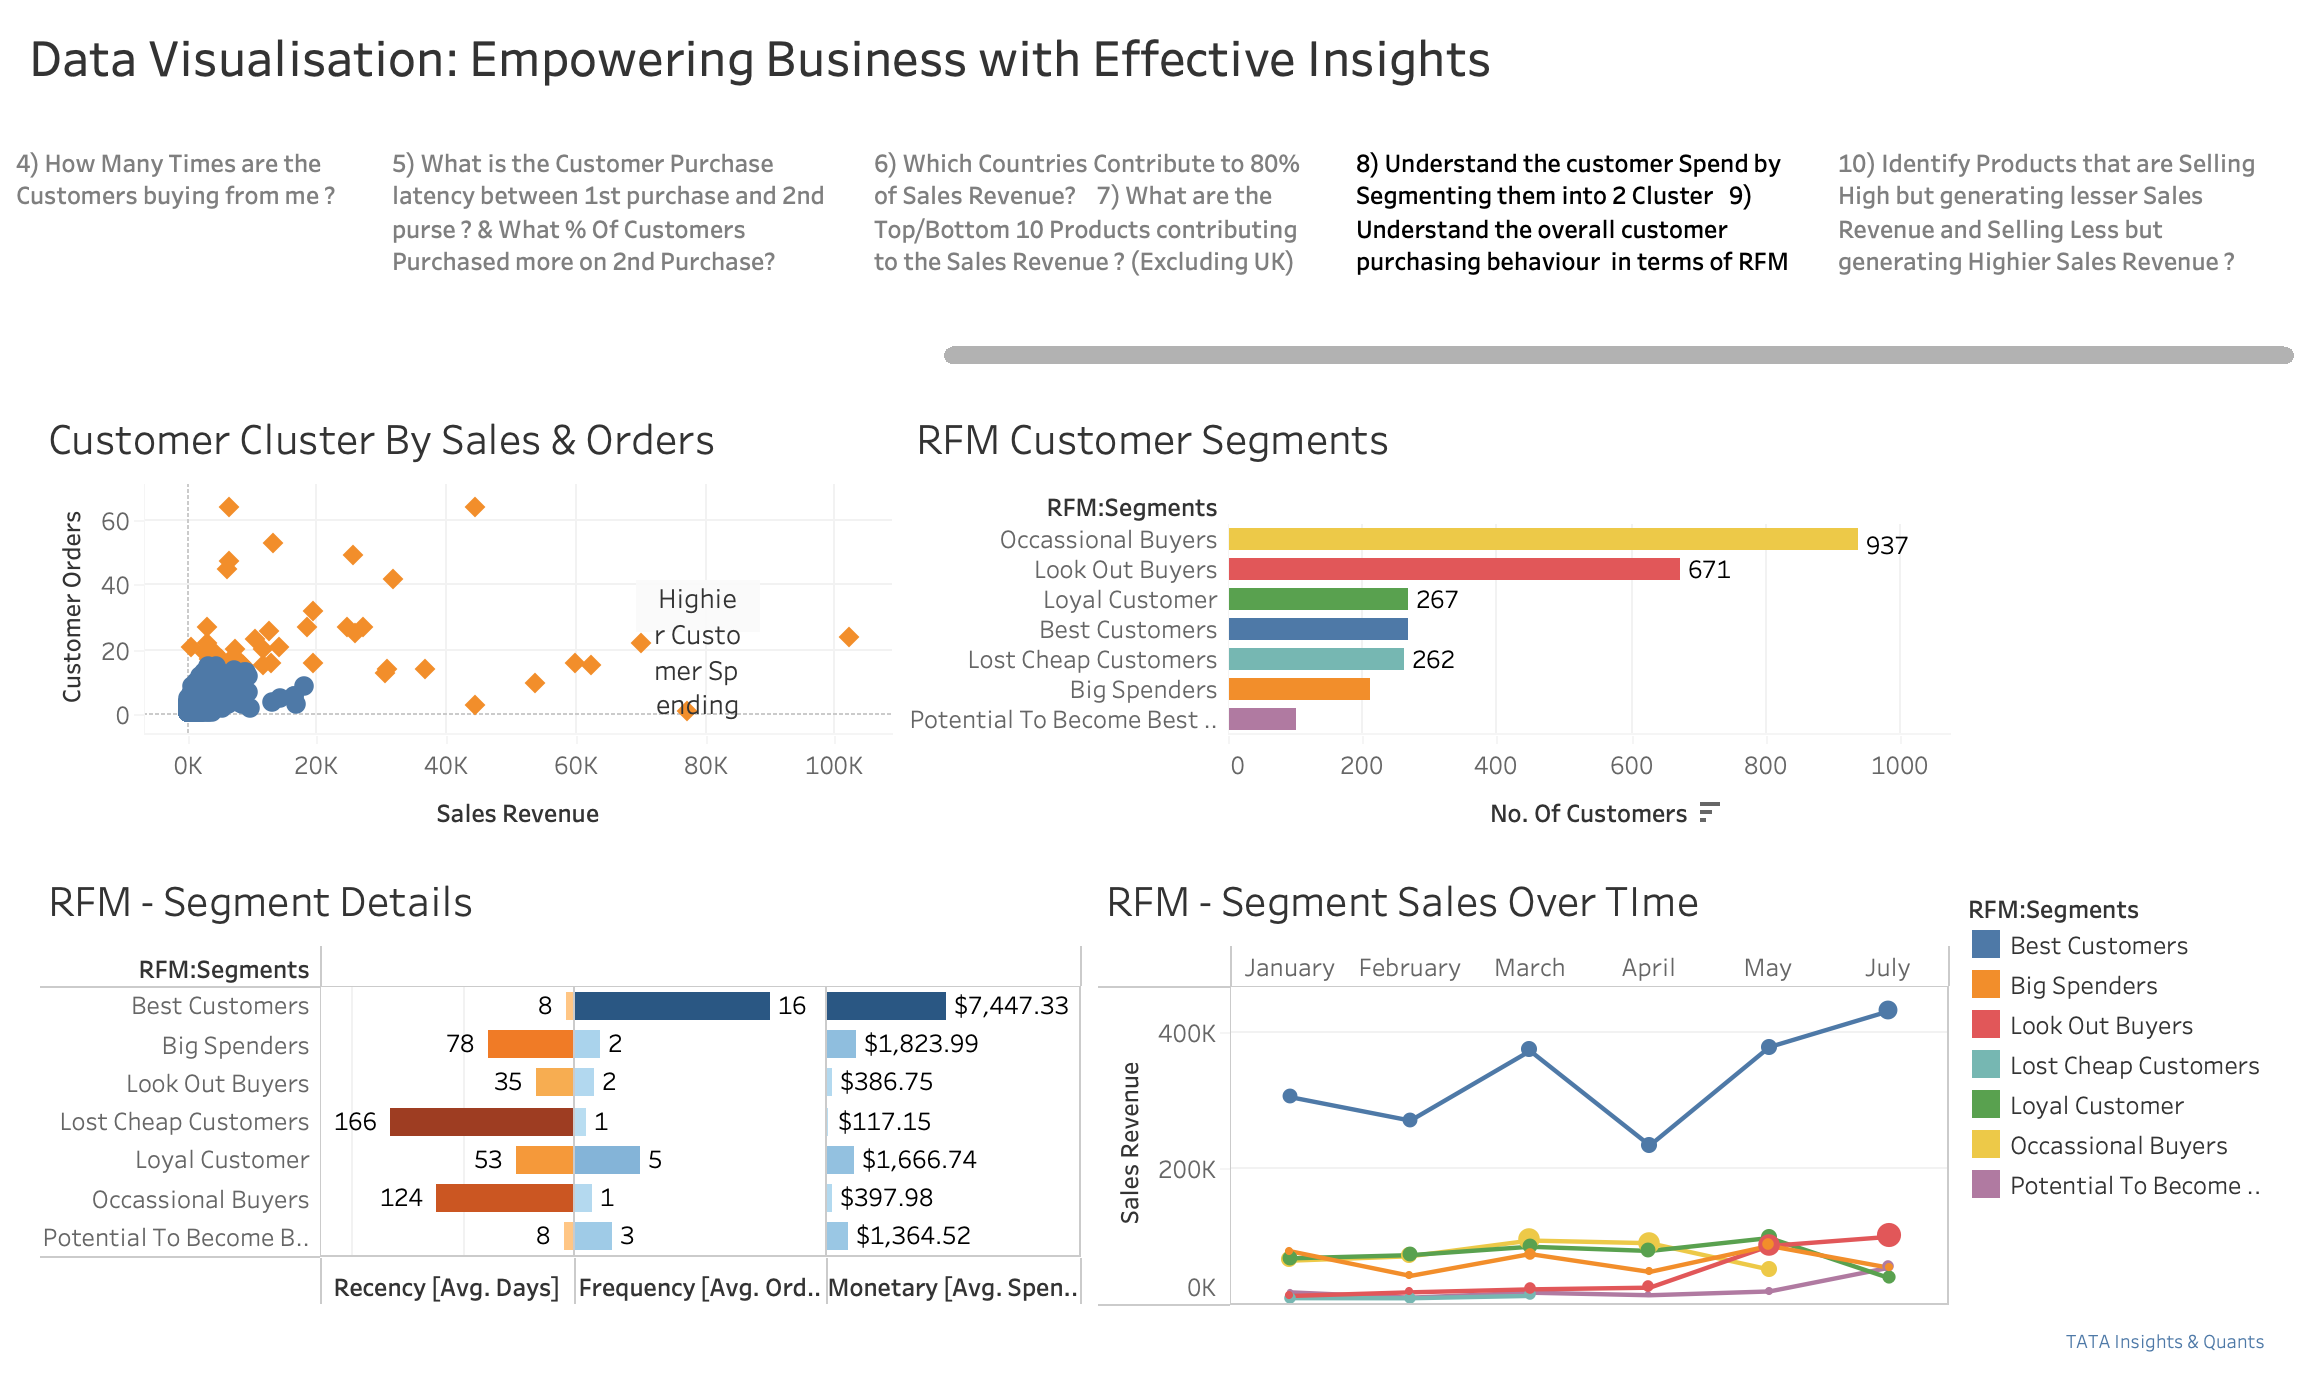 Data Visualisation: Empowering Business with Effective Insights
4) How Many Times are the
Customers buying from me ?
5) What is the Customer Purchase
latency between 1st purchase and 2nd
purse ? & What % Of Customers
Purchased more on 2nd Purchase?
6) Which Countries Contribute to 80%
of Sales Revenue?   7) What are the
Top/Bottom 10 Products contributing
to the Sales Revenue ? (Excluding UK)
8) Understand the customer Spend by
Segmenting them into 2 Cluster   9)
Understand the overall customer
purchasing behaviour  in terms of RFM
10) Identify Products that are Selling
High but generating lesser Sales
Revenue and Selling Less but
generating Highier Sales Revenue ?
Customer Cluster By Sales & Orders
Customer Orders
60
40
20
0
Highie
r Custo
mer Sp
ending
0K 20K 40K 60K 80K 100K
Sales Revenue
RFM Customer Segments
RFM:Segments
Occassional Buyers 937
Look Out Buyers 671
Loyal Customer 267
Best Customers
Lost Cheap Customers 262
Big Spenders
Potential To Become Best ..
0 200 400 600 800 1000
No. Of Customers
RFM - Segment Details
RFM:Segments
Best Customers 8 16 $7,447.33
Big Spenders 78 2 $1,823.99
Look Out Buyers 35 2 $386.75
Lost Cheap Customers 166 1 $117.15
Loyal Customer 53 5 $1,666.74
Occassional Buyers 124 1 $397.98
Potential To Become B.. 8 3 $1,364.52
Recency [Avg. Days] Frequency [Avg. Ord.. Monetary [Avg. Spen..
RFM - Segment Sales Over TIme
January February March April May July
Sales Revenue
400K
200K
0K
RFM:Segments
Best Customers
Big Spenders
Look Out Buyers
Lost Cheap Customers
Loyal Customer
Occassional Buyers
Potential To Become ..
TATA Insights & Quants